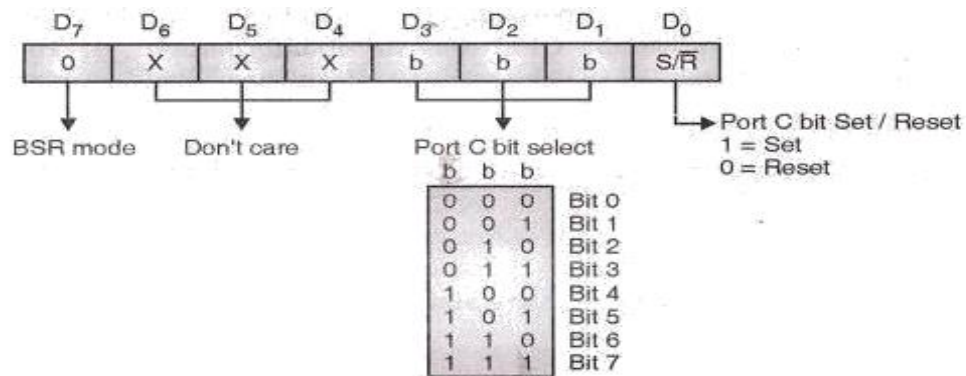 D7 D6 D5 D4 D3 D2 D1 D0
0 X X X b b b S/R̅
BSR mode
Don't care
Port C bit select
Port C bit Set / Reset
1 = Set
0 = Reset
b b b
0 0 0 Bit 0
0 0 1 Bit 1
0 1 0 Bit 2
0 1 1 Bit 3
1 0 0 Bit 4
1 0 1 Bit 5
1 1 0 Bit 6
1 1 1 Bit 7